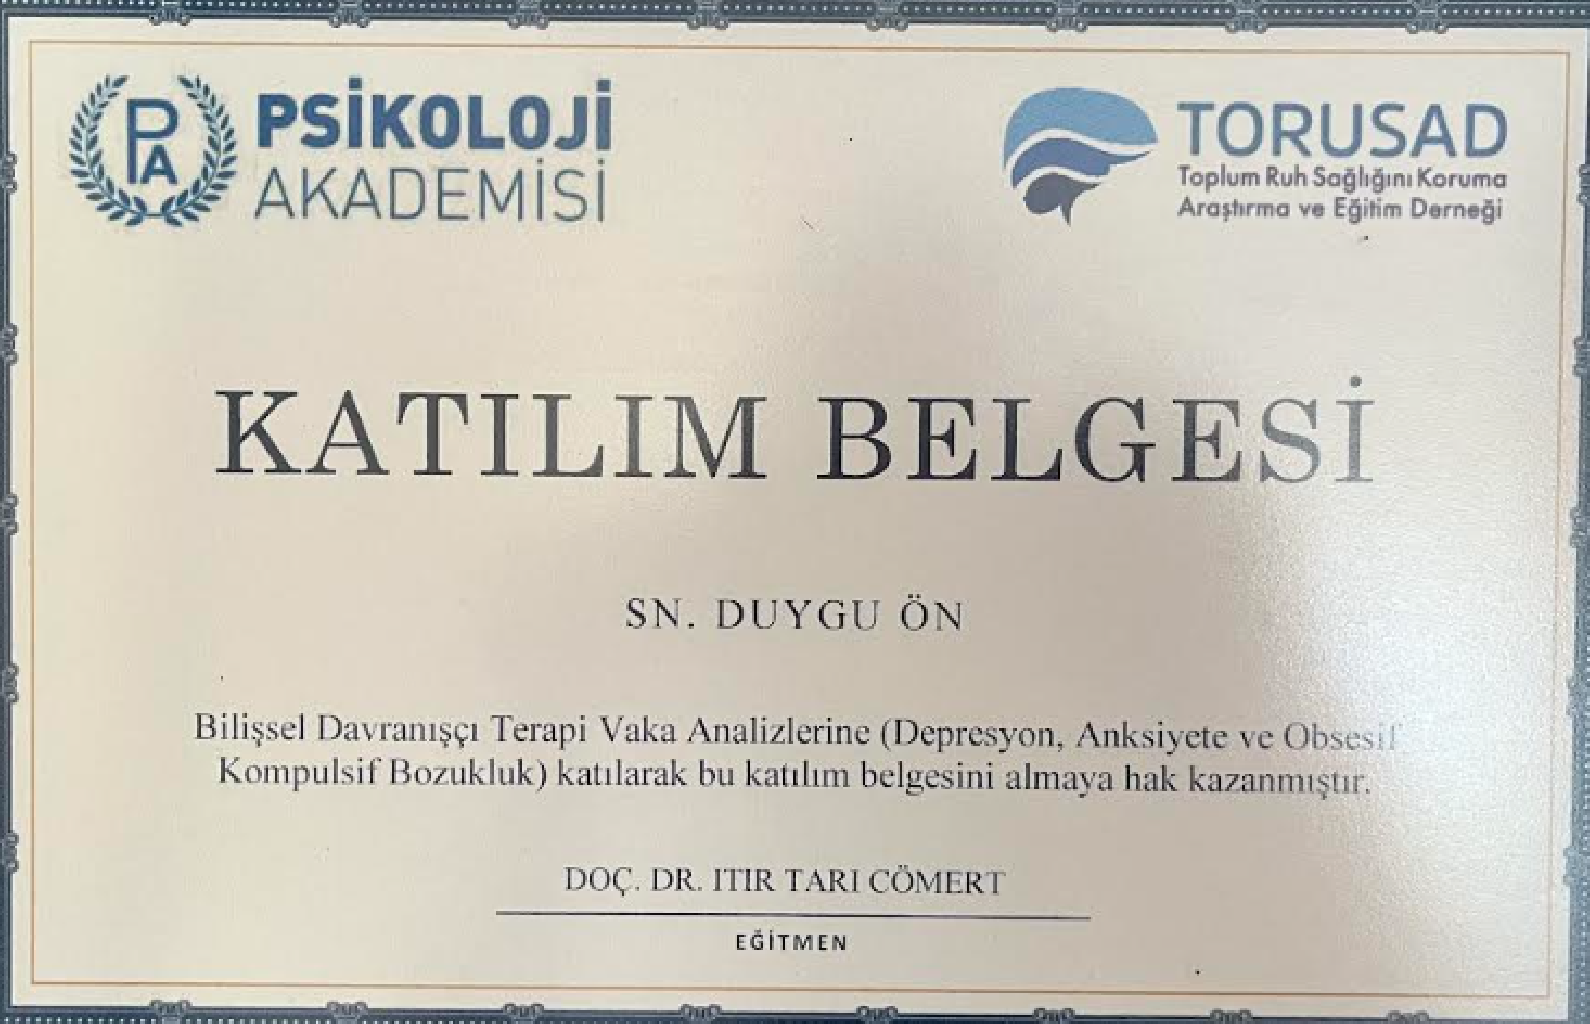 PA
PSİKOLOJİ
AKADEMİSİ
TORUSAD
Toplum Ruh Sağlığını Koruma
Araştırma ve Eğitim Derneği
KATILIM BELGESİ
SN. DUYGU ÖN
Bilişsel Davranışçı Terapi Vaka Analizlerine (Depresyon, Anksiyete ve Obsesif
Kompulsif Bozukluk) katılarak bu katılım belgesini almaya hak kazanmıştır.
DOÇ. DR. ITIR TARI CÖMERT
EĞİTMEN